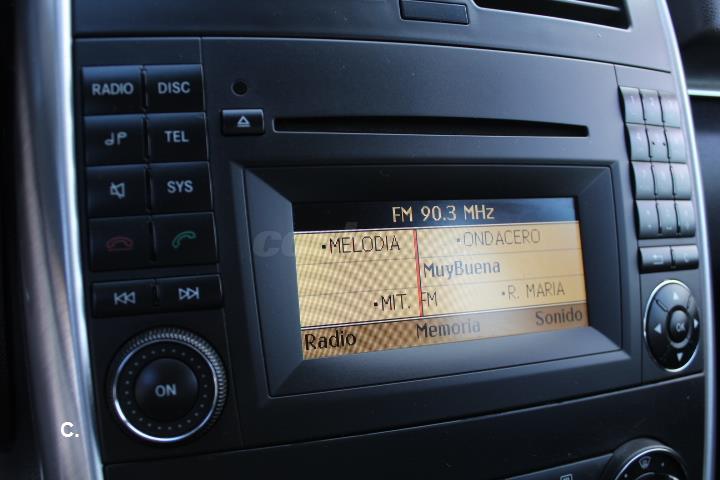 RADIO DISC
TEL
SYS
ON
FM 90.3 MHz
•MELODIA •ONDACERO
MuyBuena
•MIT. FM •R. MARIA
Radio Memoria Sonido
OK
C.